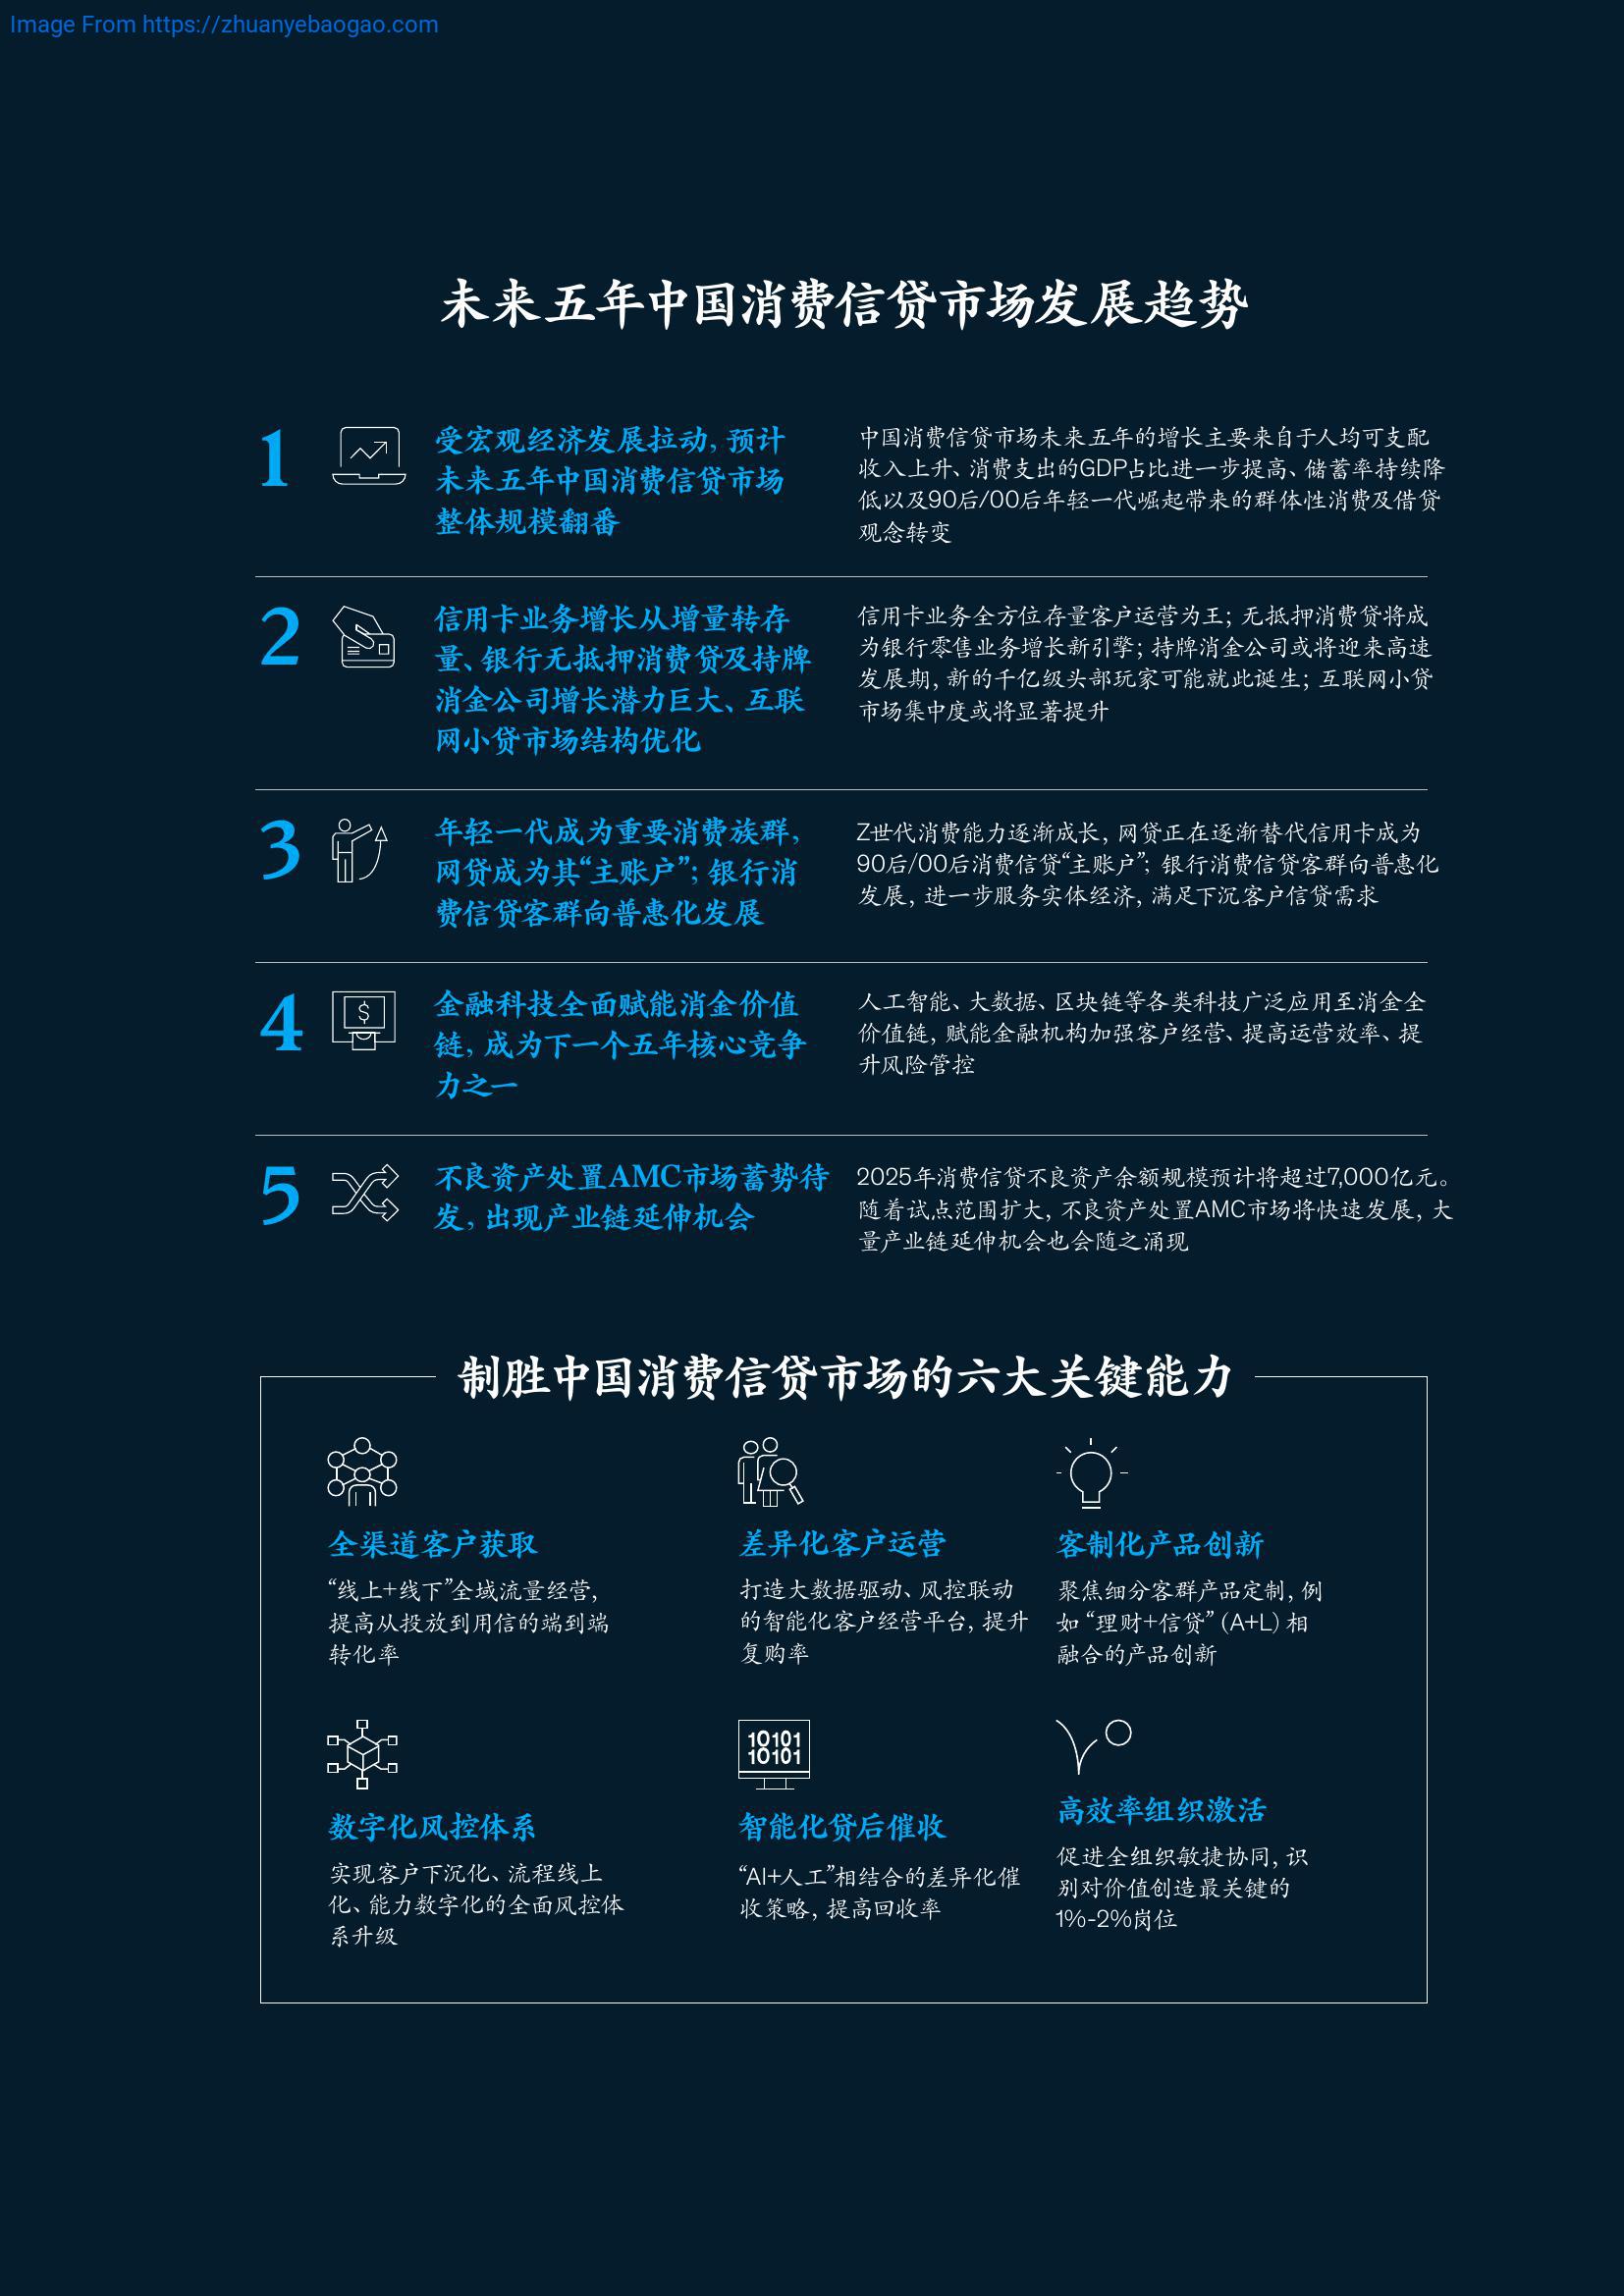 Image From https://zhuanyebaogao.com
未来五年中国消费信贷市场发展趋势
1
受宏观经济发展拉动，预计
未来五年中国消费信贷市场
整体规模翻番
中国消费信贷市场未来五年的增长主要来自于人均可支配
收入上升、消费支出的GDP占比进一步提高、储蓄率持续降
低以及90后/00后年轻一代崛起带来的群体性消费及借贷
观念转变
2
信用卡业务增长从增量转存
量、银行无抵押消费贷及持牌
消金公司增长潜力巨大、互联
网小贷市场结构优化
信用卡业务全方位存量客户运营为王；无抵押消费贷将成
为银行零售业务增长新引擎；持牌消金公司或将迎来高速
发展期，新的千亿级头部玩家可能就此诞生；互联网小贷
市场集中度或将显著提升
3
年轻一代成为重要消费族群，
网贷成为其“主账户”；银行消
费信贷客群向普惠化发展
Z世代消费能力逐渐成长，网贷正在逐渐替代信用卡成为
90后/00后消费信贷“主账户”；银行消费信贷客群向普惠化
发展，进一步服务实体经济，满足下沉客户信贷需求
4
金融科技全面赋能消金价值
链，成为下一个五年核心竞争
力之一
人工智能、大数据、区块链等各类科技广泛应用至消金全
价值链，赋能金融机构加强客户经营、提高运营效率、提
升风险管控
5
不良资产处置AMC市场蓄势待
发，出现产业链延伸机会
2025年消费信贷不良资产余额规模预计将超过7,000亿元。
随着试点范围扩大，不良资产处置AMC市场将快速发展，大
量产业链延伸机会也会随之涌现
制胜中国消费信贷市场的六大关键能力
全渠道客户获取
“线上+线下”全域流量经营，
提高从投放到用信的端到端
转化率
差异化客户运营
打造大数据驱动、风控联动
的智能化客户经营平台，提升
复购率
客制化产品创新
聚焦细分客群产品定制，例
如 “理财+信贷”（A+L）相
融合的产品创新
数字化风控体系
实现客户下沉化、流程线上
化、能力数字化的全面风控体
系升级
10101
10101
智能化贷后催收
“AI+人工”相结合的差异化催
收策略，提高回收率
高效率组织激活
促进全组织敏捷协同，识
别对价值创造最关键的
1%-2%岗位